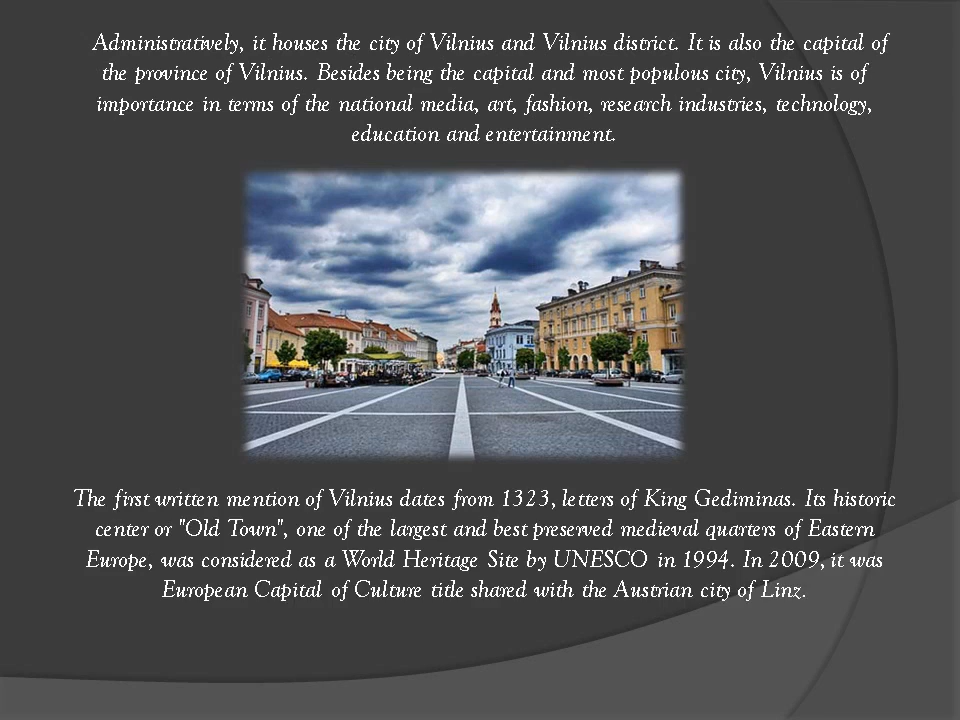 Administratively, it houses the city of Vilnius and Vilnius district. It is also the capital of
the province of Vilnius. Besides being the capital and most populous city, Vilnius is of
importance in terms of the national media, art, fashion, research industries, technology,
education and entertainment.
The first written mention of Vilnius dates from 1323, letters of King Gediminas. Its historic
center or "Old Town", one of the largest and best preserved medieval quarters of Eastern
Europe, was considered as a World Heritage Site by UNESCO in 1994. In 2009, it was
European Capital of Culture title shared with the Austrian city of Linz.